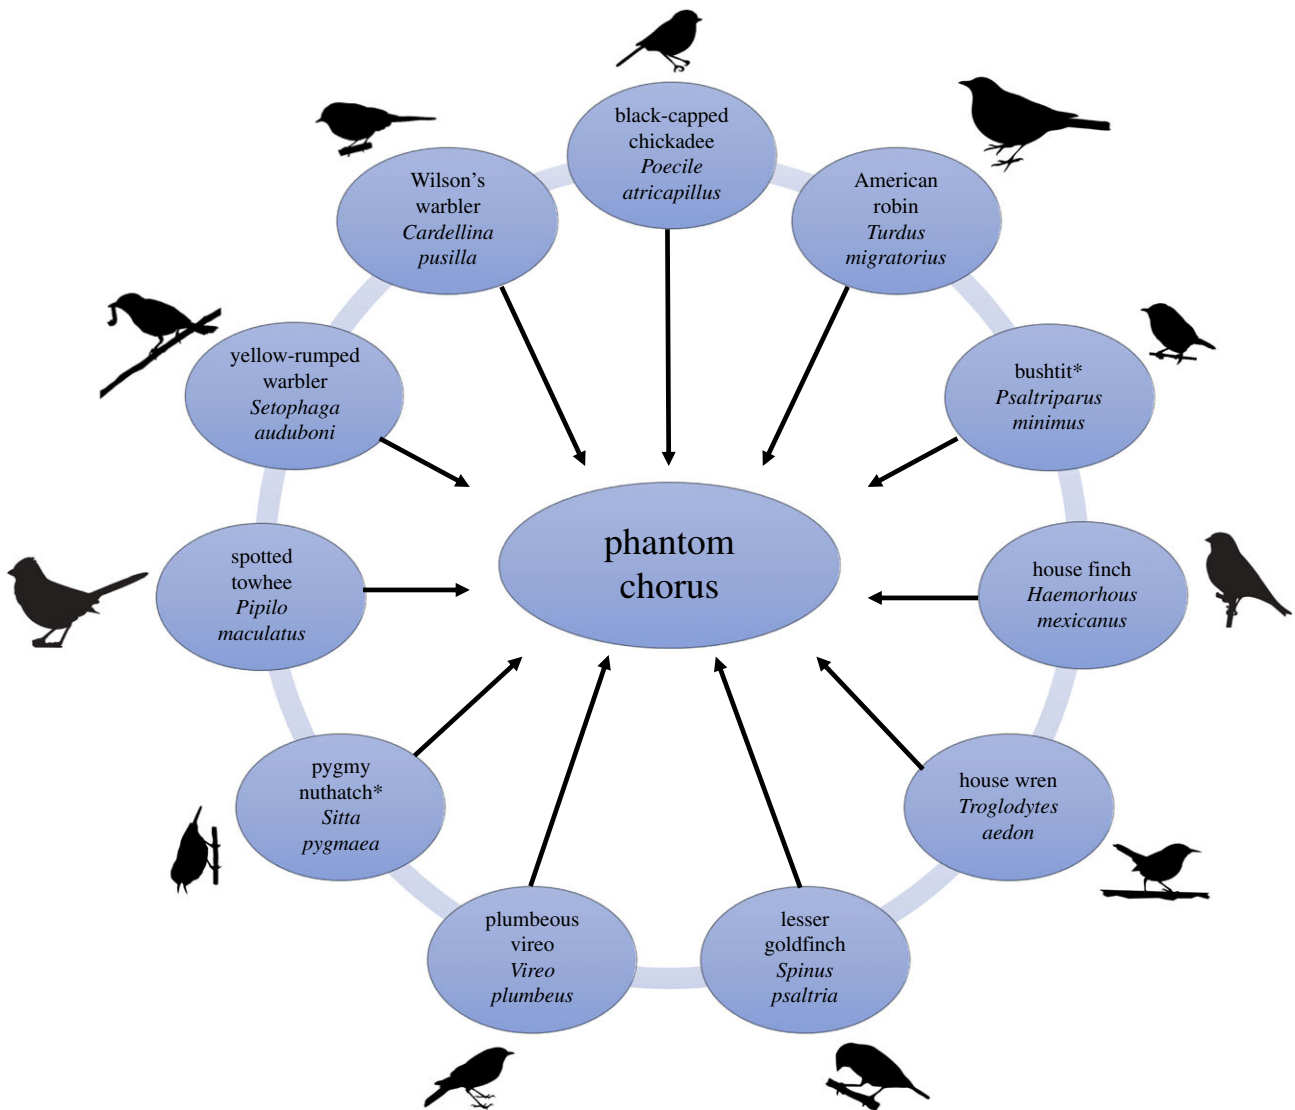 black-capped
chickadee
Poecile
atricapillus
American
robin
Turdus
migratorius
bushtit*
Psaltriparus
minimus
house finch
Haemorhous
mexicanus
house wren
Troglodytes
aedon
lesser
goldfinch
Spinus
psaltria
plumbeous
vireo
Vireo
plumbeus
pygmy
nuthatch*
Sitta
pygmaea
spotted
towhee
Pipilo
maculatus
yellow-rumped
warbler
Setophaga
auduboni
Wilson’s
warbler
Cardellina
pusilla
phantom
chorus